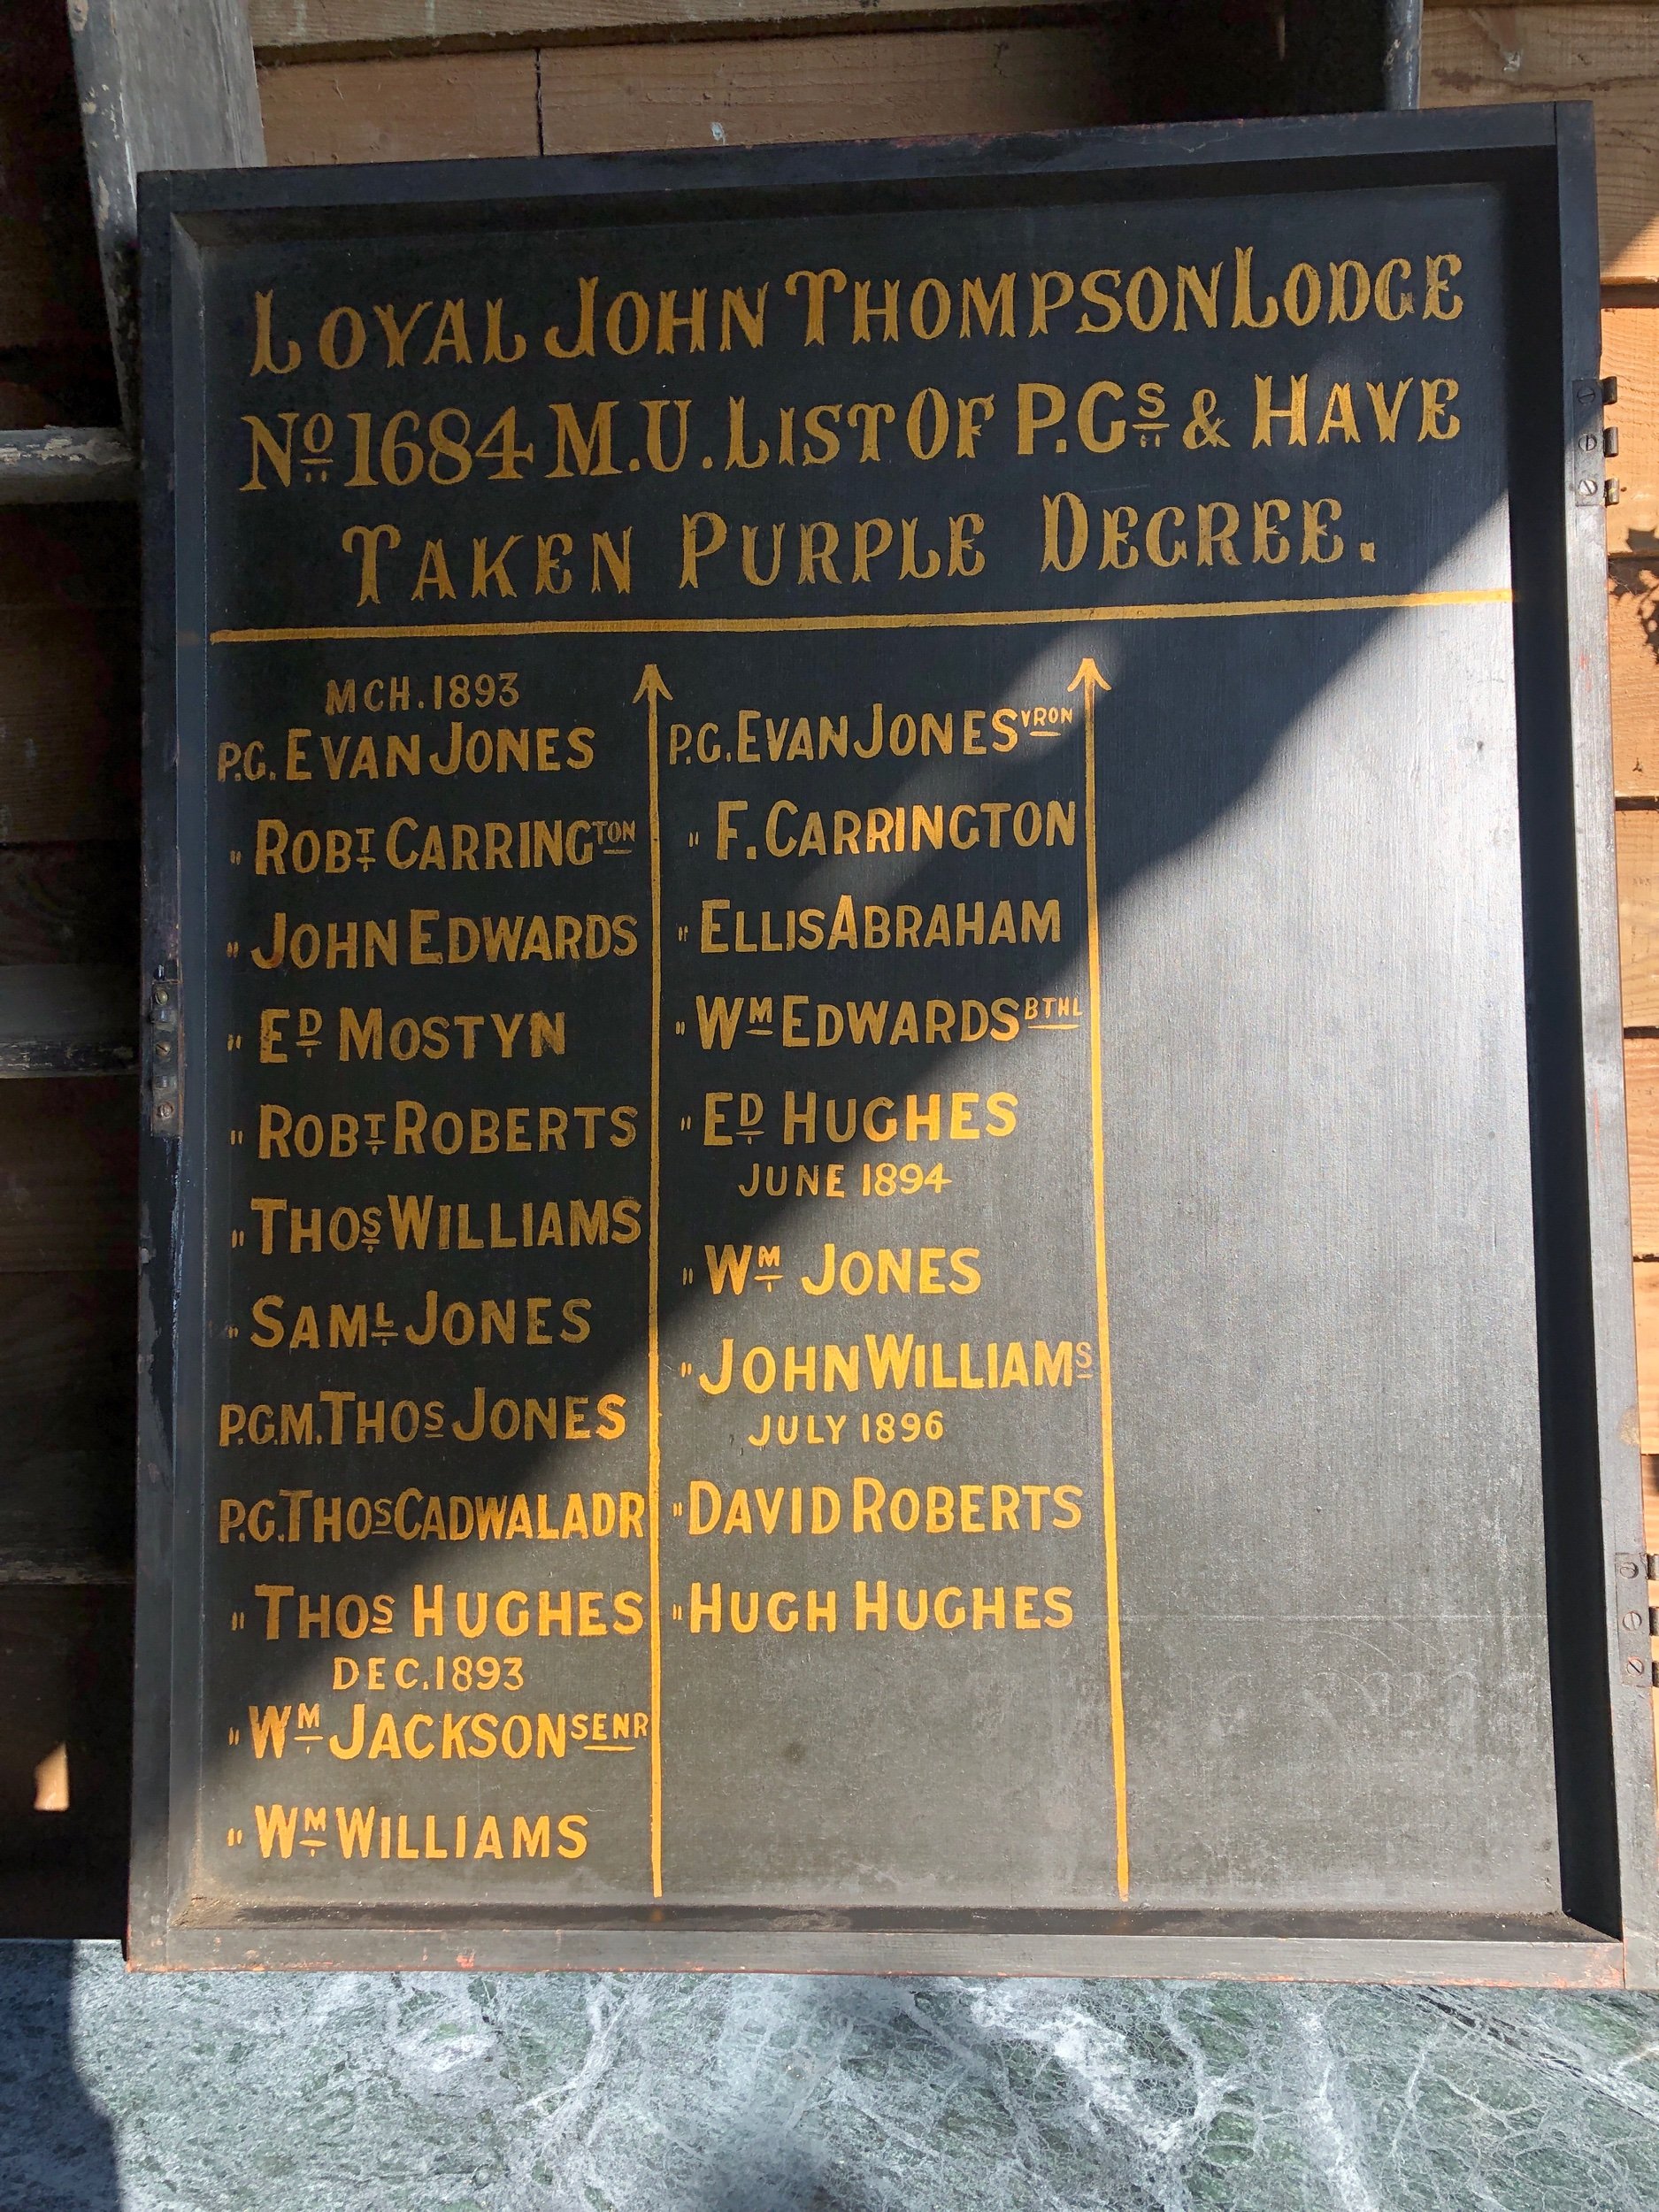 LOYAL JOHN THOMPSON LODGE
No 1684 M.U. LIST OF P.Gs & HAVE
TAKEN PURPLE DEGREE.
MCH. 1893
P.G. EVAN JONES
" ROBT CARRINGTON
" JOHN EDWARDS
" ED MOSTYN
" ROBT ROBERTS
" THOS WILLIAMS
" SAML JONES
P.G.M. THOS JONES
P.G. THOS CADWALADR
" THOS HUGHES
DEC. 1893
" WM JACKSON SENR
" WM WILLIAMS
P.G. EVAN JONES VRON
" F. CARRINGTON
" ELLIS ABRAHAM
" WM EDWARDS BTHL
" ED HUGHES
JUNE 1894
" WM JONES
" JOHN WILLIAMS
JULY 1896
" DAVID ROBERTS
" HUGH HUGHES